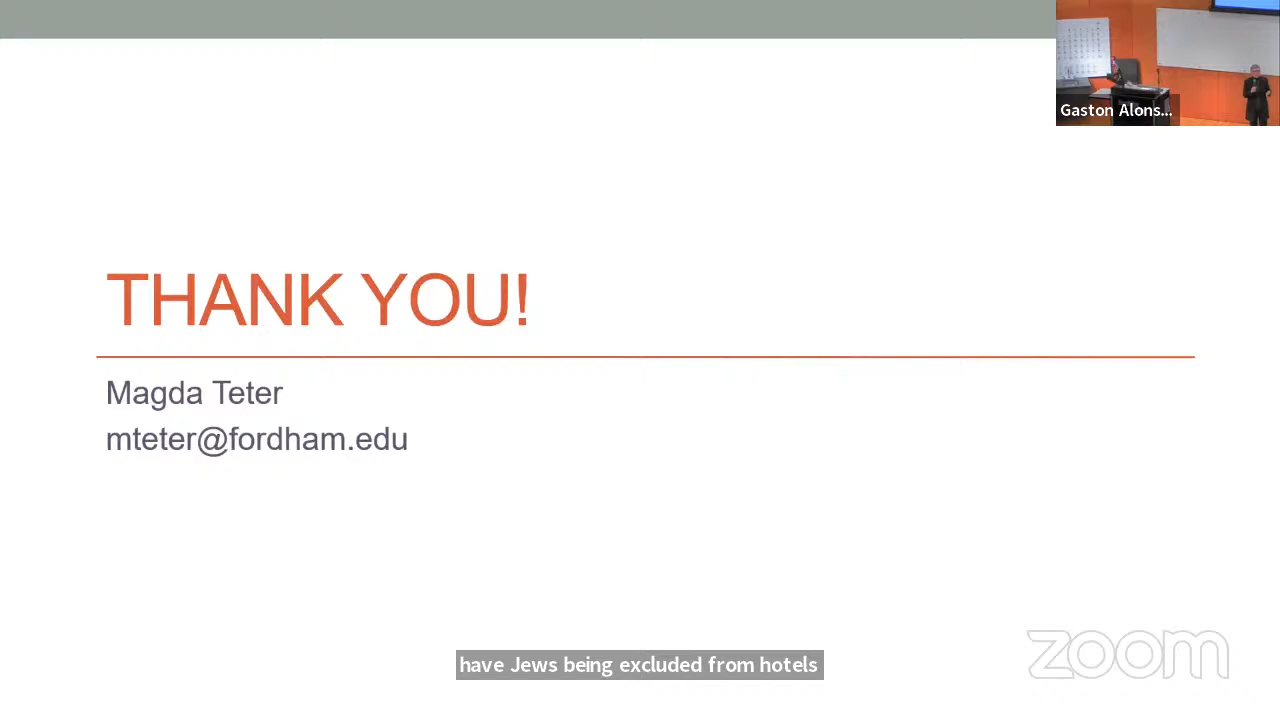 Gaston Alons...
THANK YOU!
Magda Teter
mteter@fordham.edu
have Jews being excluded from hotels
zoom